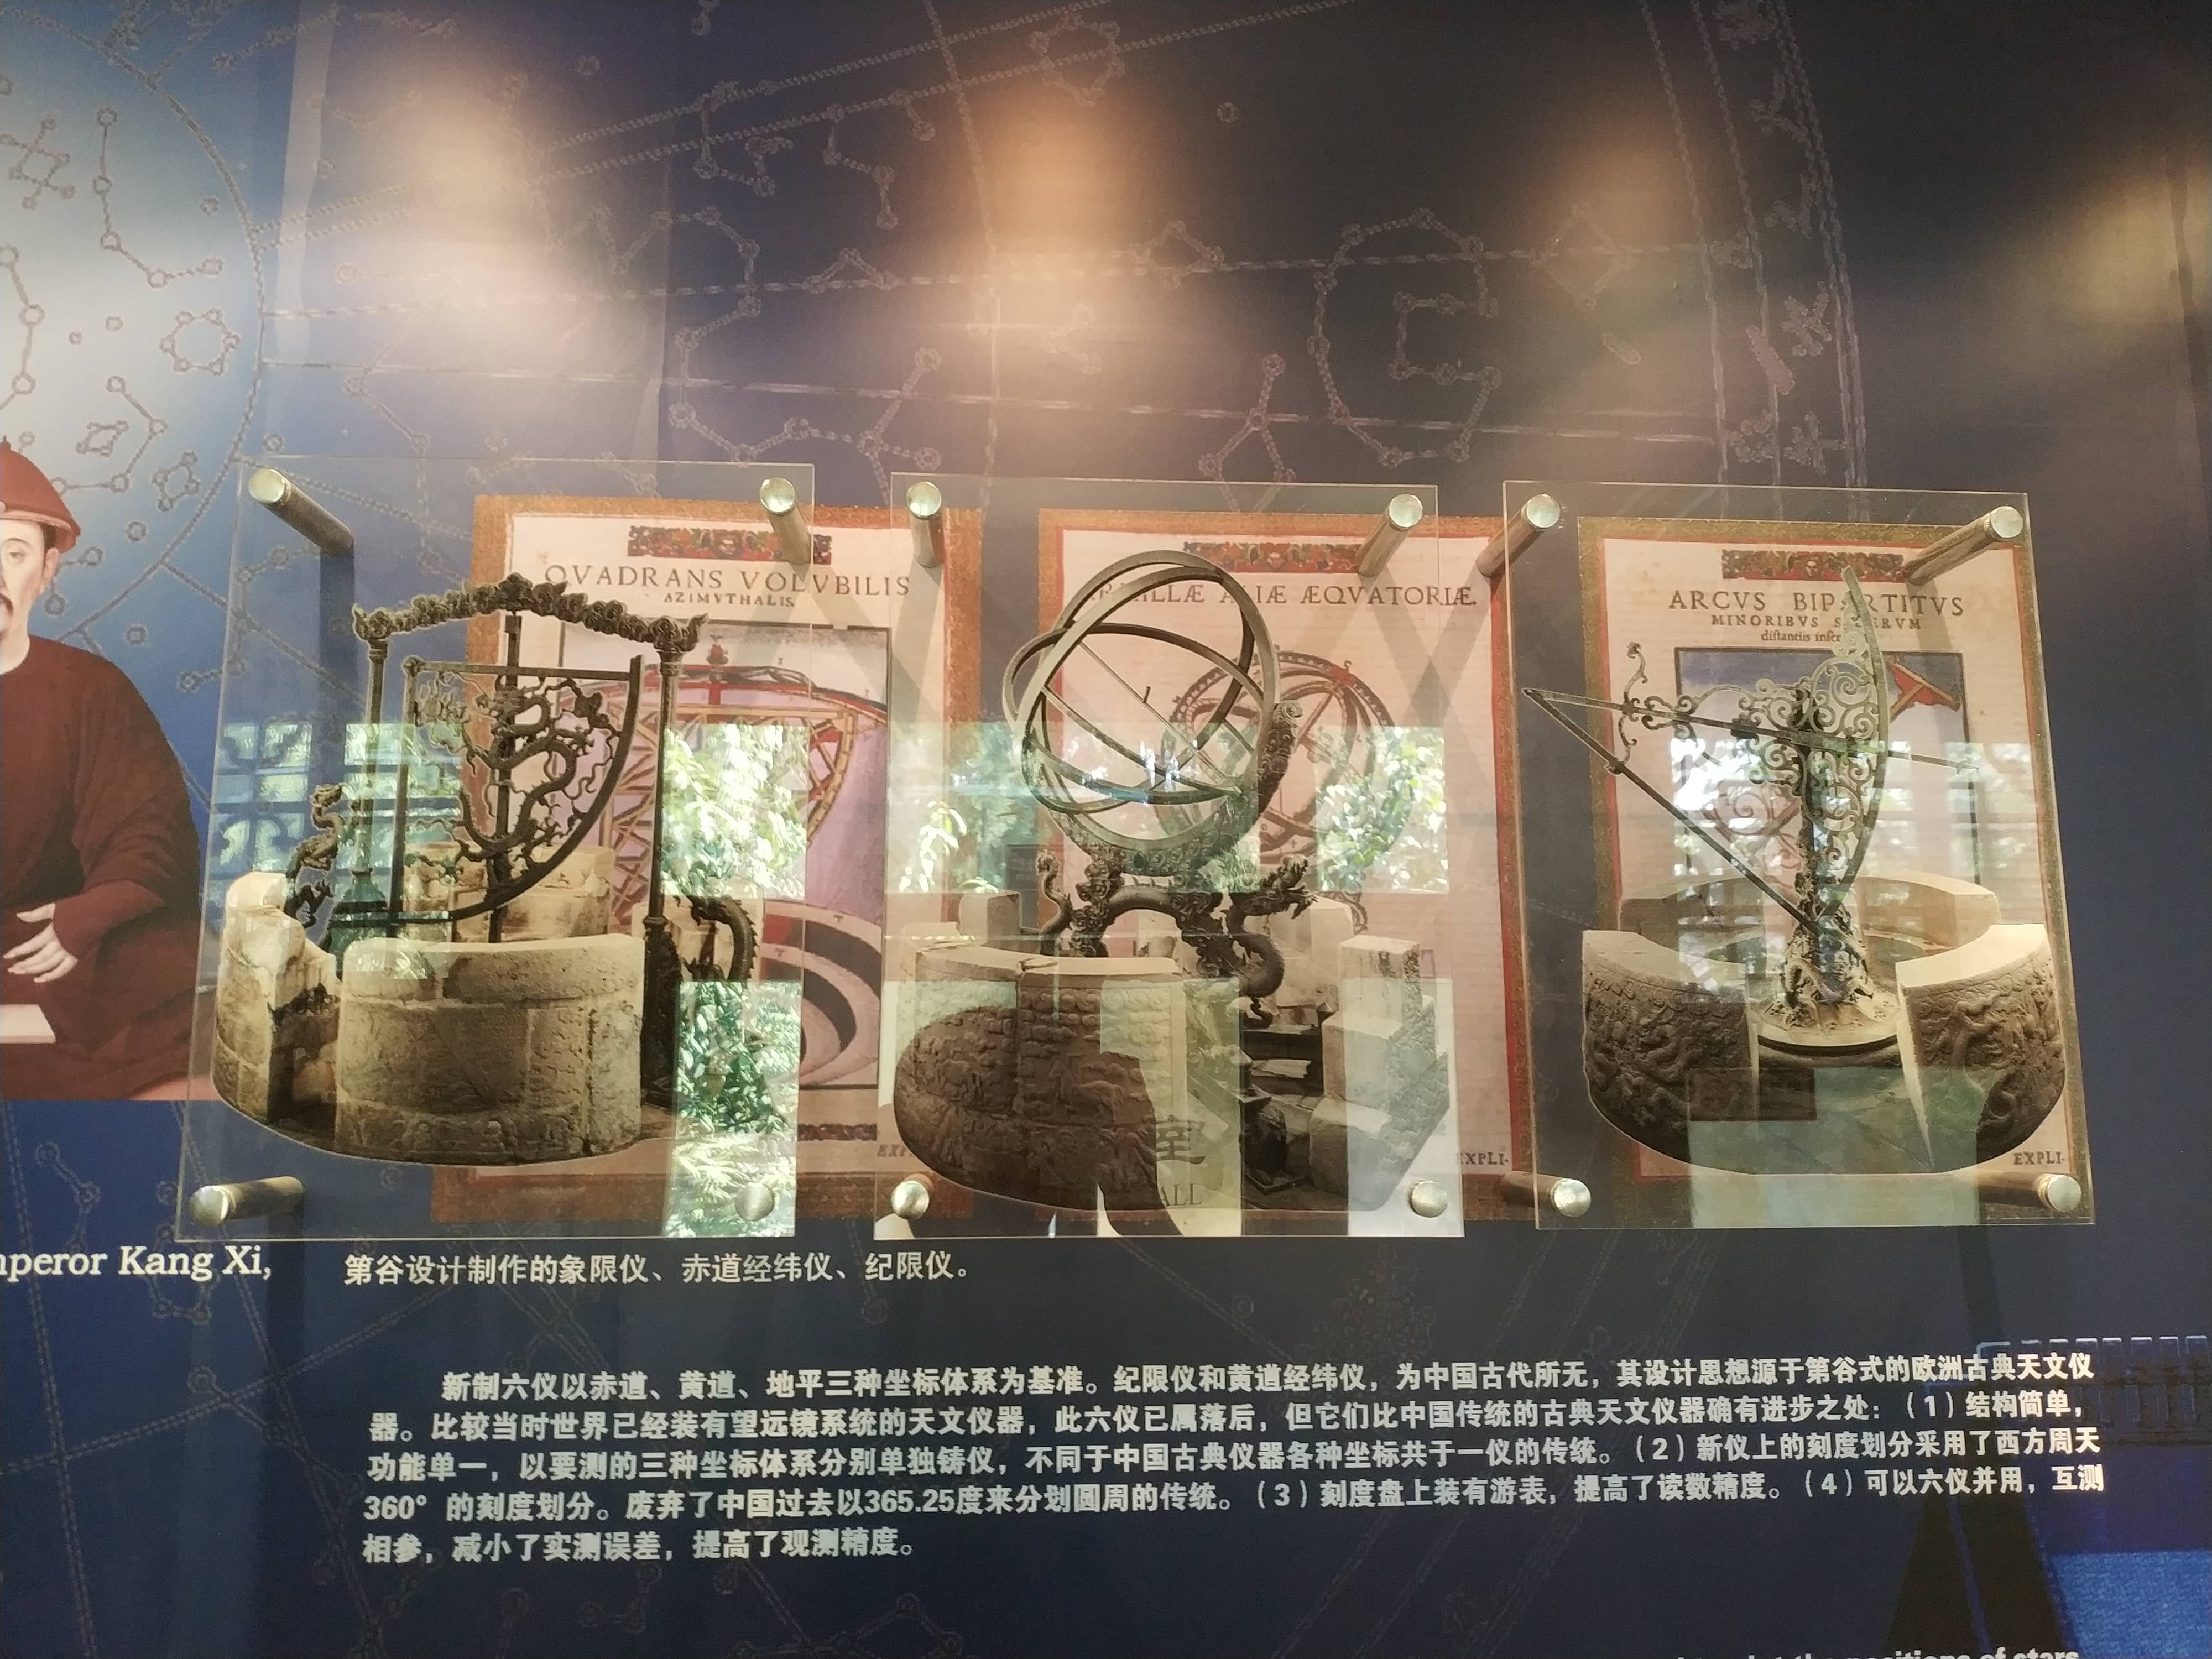 QVADRANS VOLVBILIS
AZIMVTHALIS.
ÆQVATORIÆ.
ARCVS BIPARTITVS
MINORIBVS
distantiis
EXPLI-
EXPLI-
室
ALL
mperor Kang Xi,
第谷设计制作的象限仪、赤道经纬仪、纪限仪。
新制六仪以赤道、黄道、地平三种坐标体系为基准。纪限仪和黄道经纬仪，为中国古代所无，其设计思想源于第谷式的欧洲古典天文仪
器。比较当时世界已经装有望远镜系统的天文仪器，此六仪已属落后，但它们比中国传统的古典天文仪器确有进步之处：（1）结构简单，
功能单一，以要测的三种坐标体系分别单独铸仪，不同于中国古典仪器各种坐标共于一仪的传统。（2）新仪上的刻度划分采用了西方周天
360° 的刻度划分。废弃了中国过去以365.25度来分划圆周的传统。（3）刻度盘上装有游表，提高了读数精度。（4）可以六仪并用，互测
相参，减小了实测误差，提高了观测精度。
the positions of stars